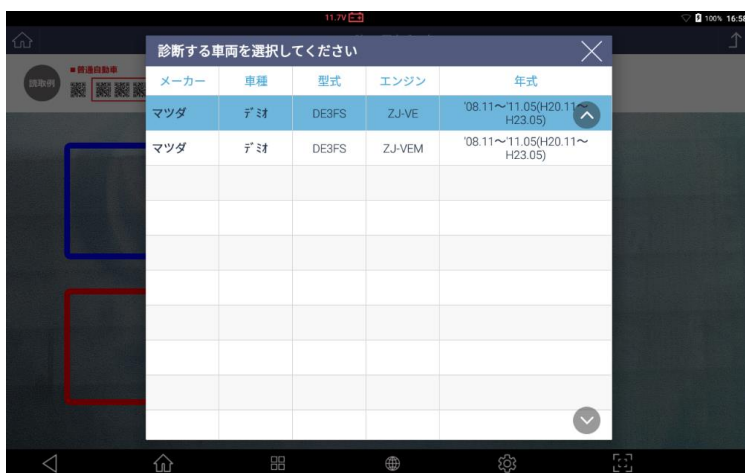 11.7V
100% 16:58
診断する車両を選択してください
読取例
■普通自動車
メーカー 車種 型式 エンジン 年式
マツダ デミオ DE3FS ZJ-VE '08.11～'11.05(H20.11～
H23.05)
マツダ デミオ DE3FS ZJ-VEM '08.11～'11.05(H20.11～
H23.05)